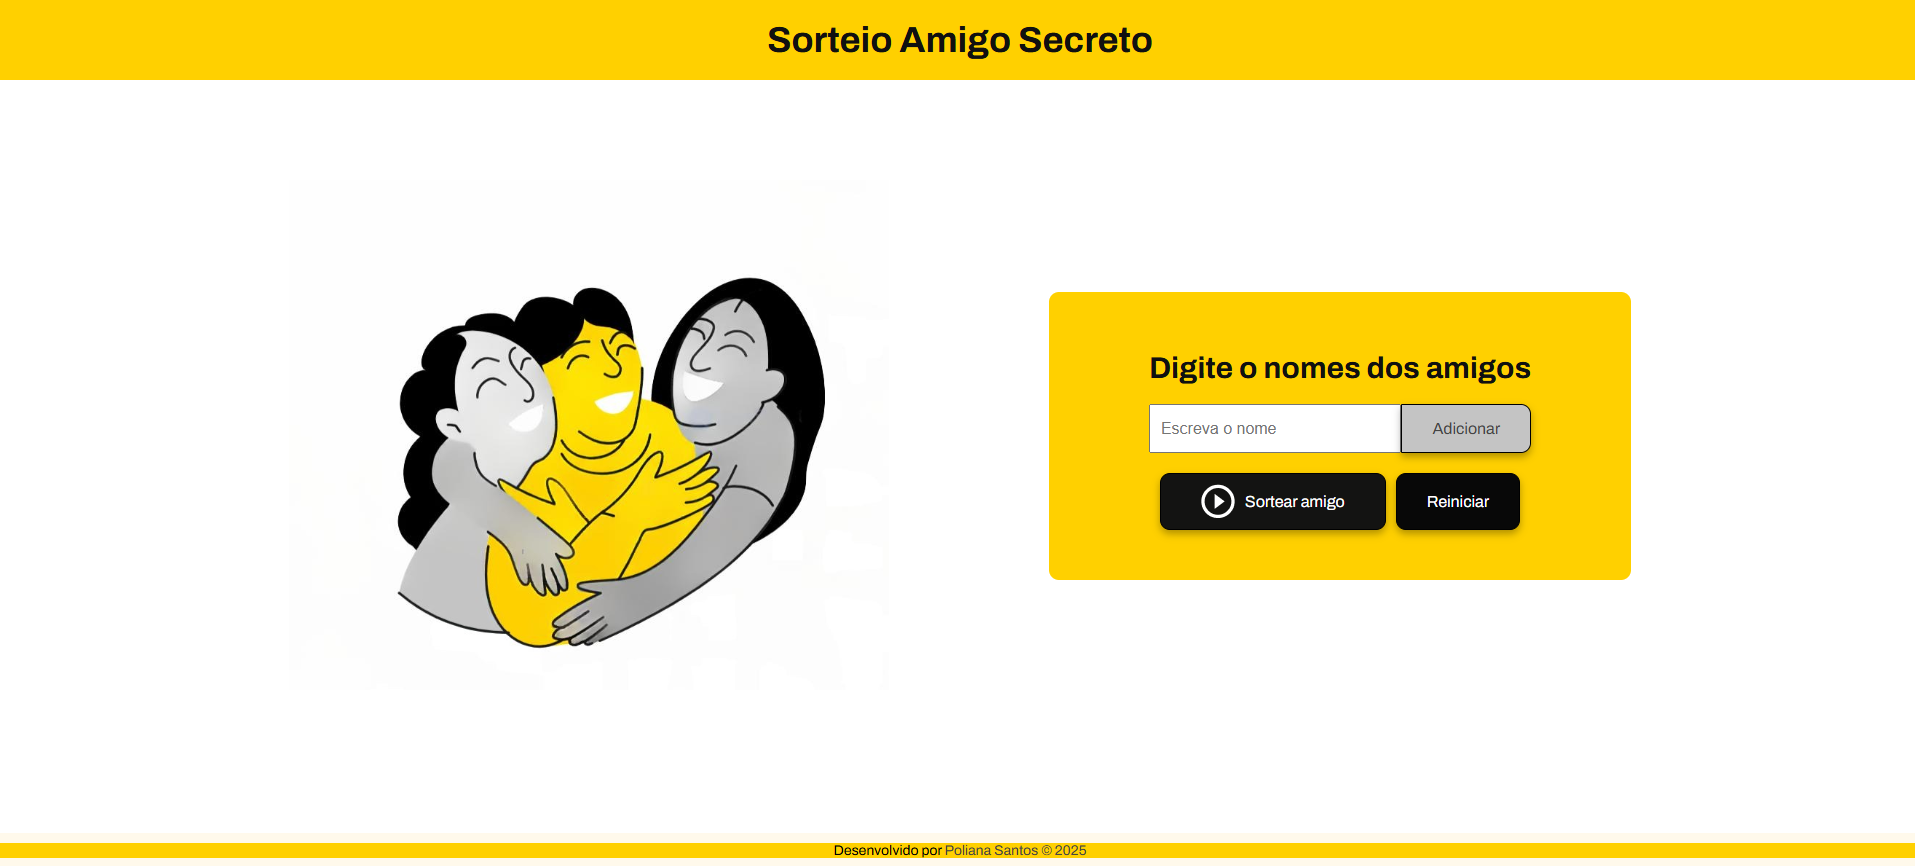 Sorteio Amigo Secreto
Digite o nomes dos amigos
Escreva o nome
Adicionar
Sortear amigo
Reiniciar
Desenvolvido por Poliana Santos © 2025